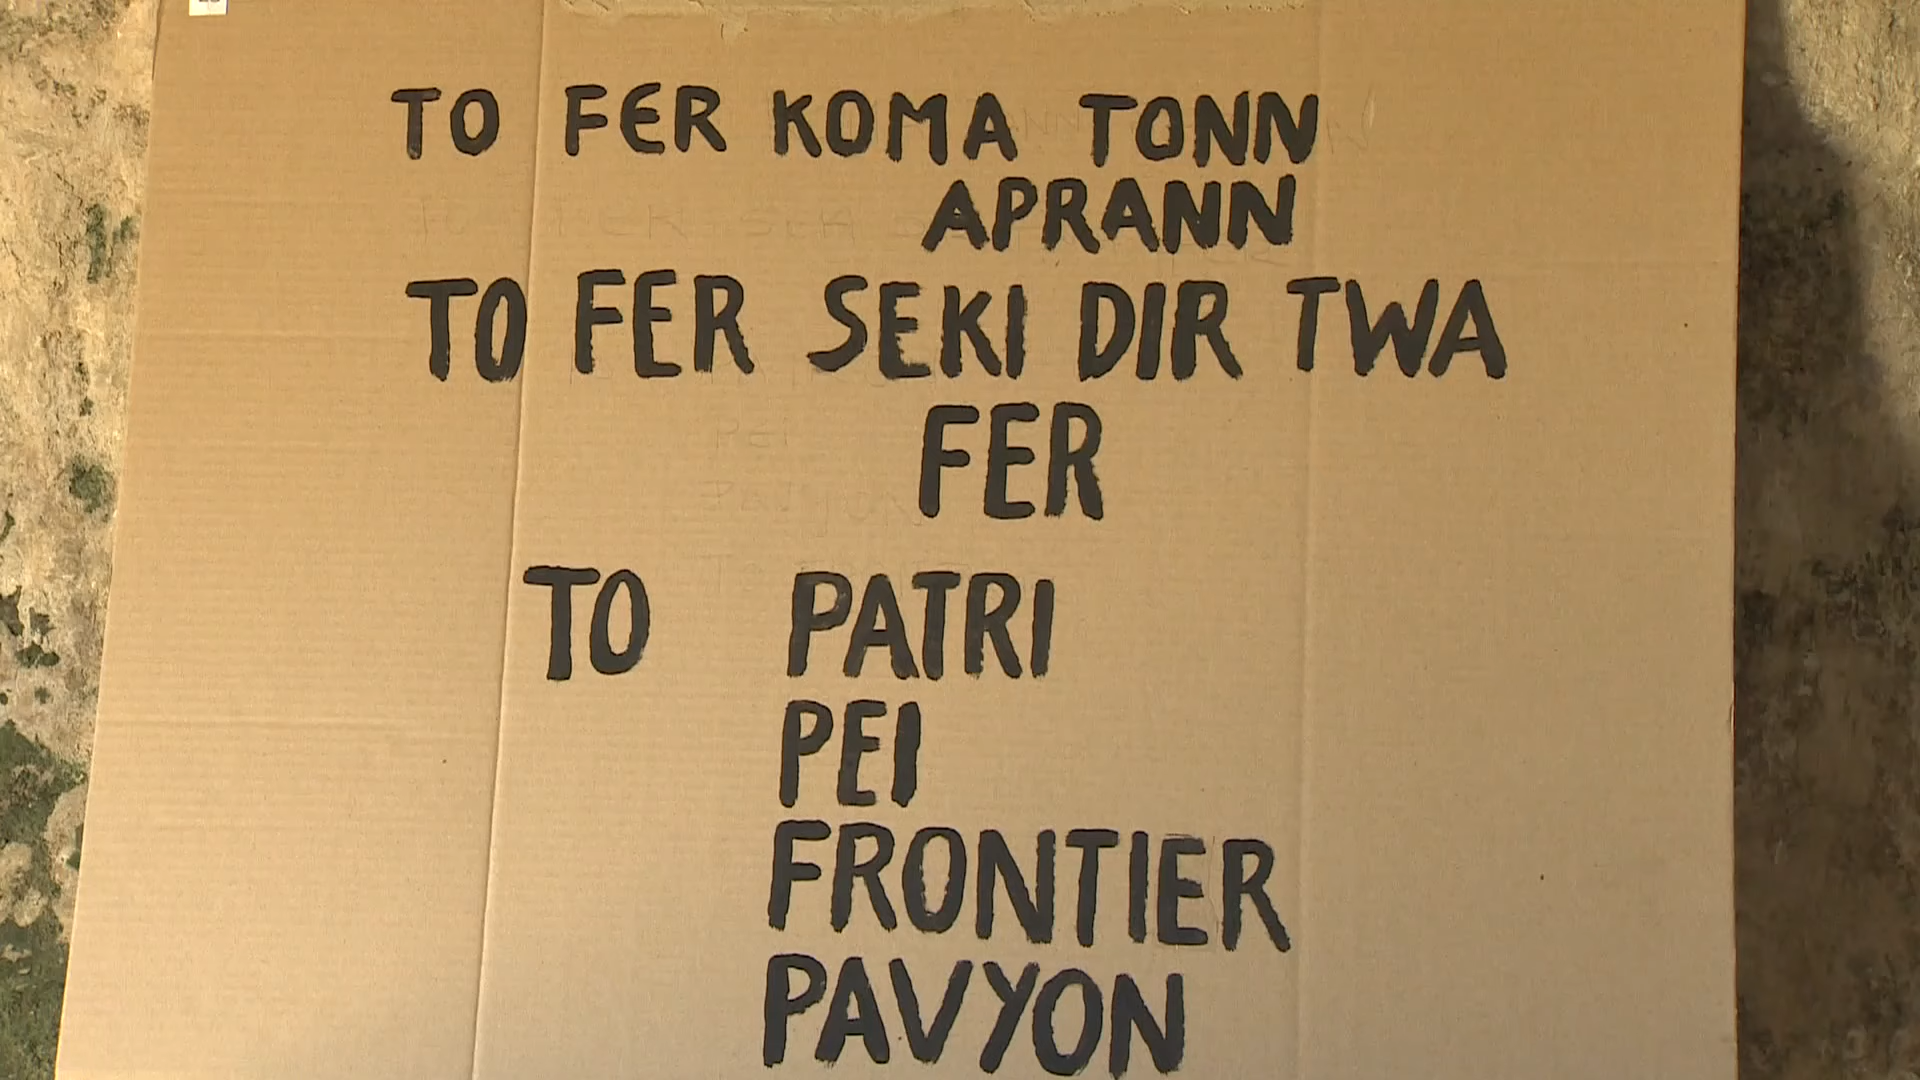 TO FER KOMA TONN
APRANN
TO FER SEKI DIR TWA
FER
TO PATRI
PEI
FRONTIER
PAVYON